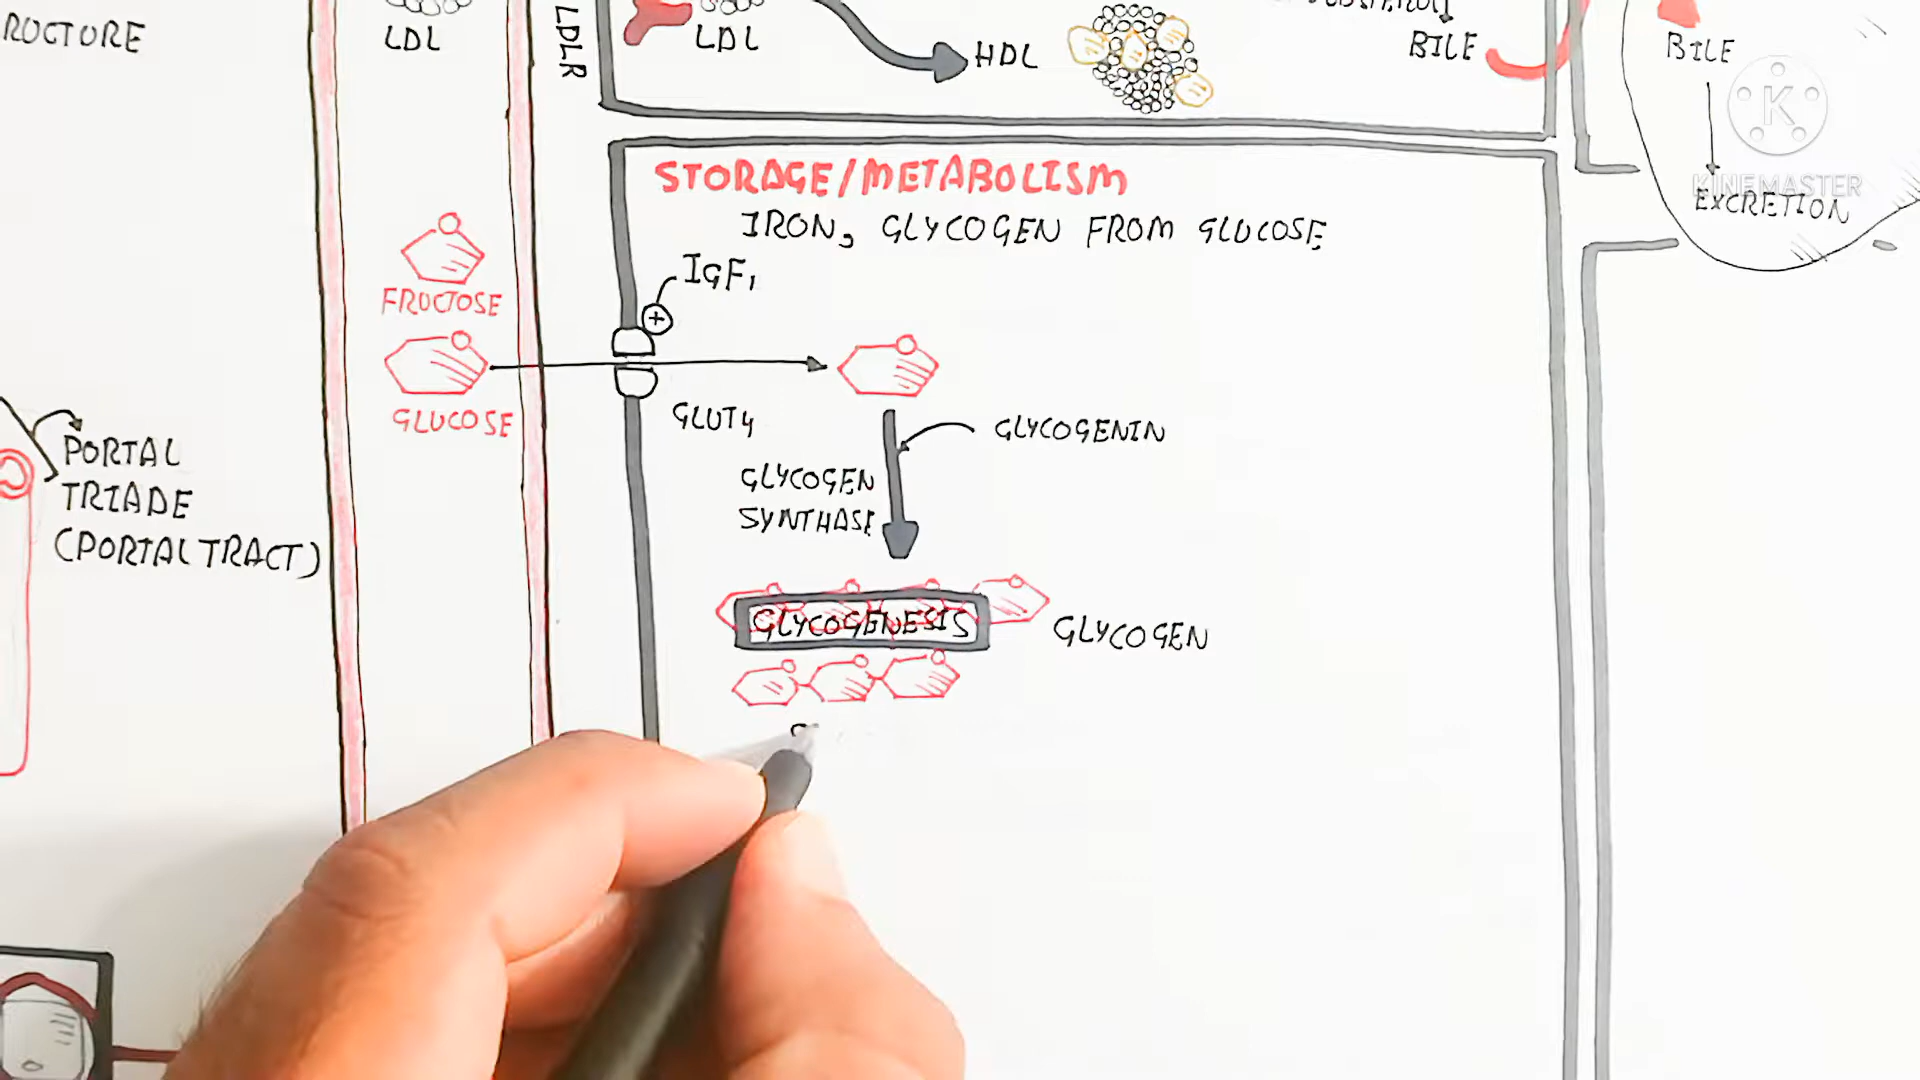 RUCTURE
LDL
LDLR
LDL
HDL
BILE
BILE
KINEMASTER
EXCRETION
STORAGE/METABOLISM
IRON, GLYCOGEN FROM GLUCOSE
IGF1
FRUCTOSE
GLUCOSE
GLUT4
GLYCOGENIN
GLYCOGEN
SYNTHASE
PORTAL
TRIADE
(PORTAL TRACT)
GLYCOGENESIS
GLYCOGEN